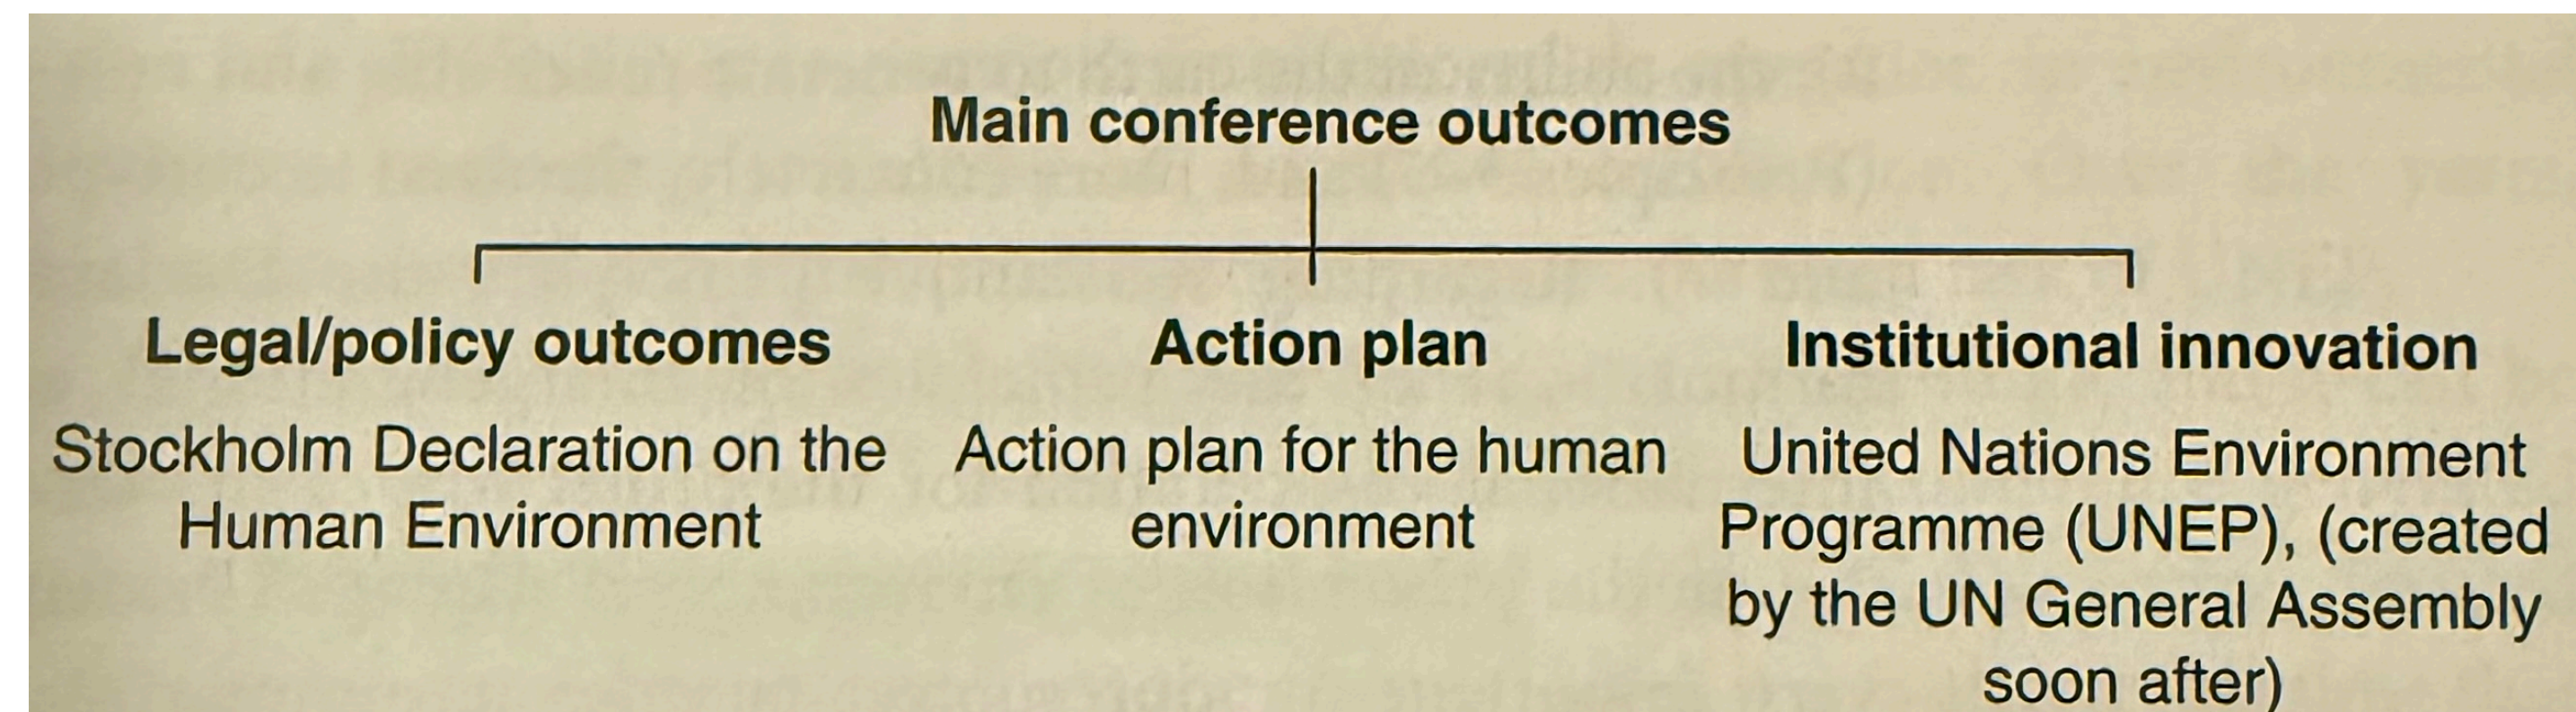 Main conference outcomes
Legal/policy outcomes
Stockholm Declaration on the
Human Environment
Action plan
Action plan for the human
environment
Institutional innovation
United Nations Environment
Programme (UNEP), (created
by the UN General Assembly
soon after)